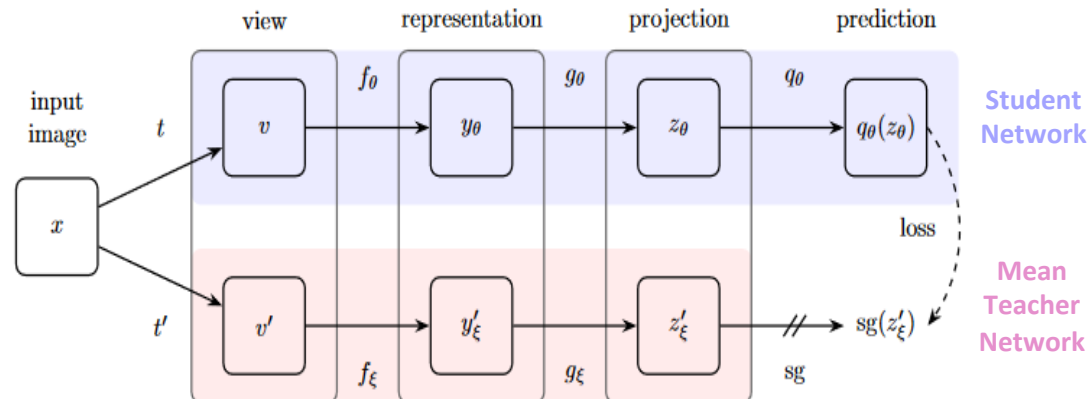 view representation projection prediction
input
image
t
f_θ g_θ q_θ
v y_θ z_θ q_θ(z_θ)
Student
Network
x
loss
t′
v′ y′_ξ z′_ξ sg(z′_ξ)
f_ξ g_ξ sg
Mean
Teacher
Network